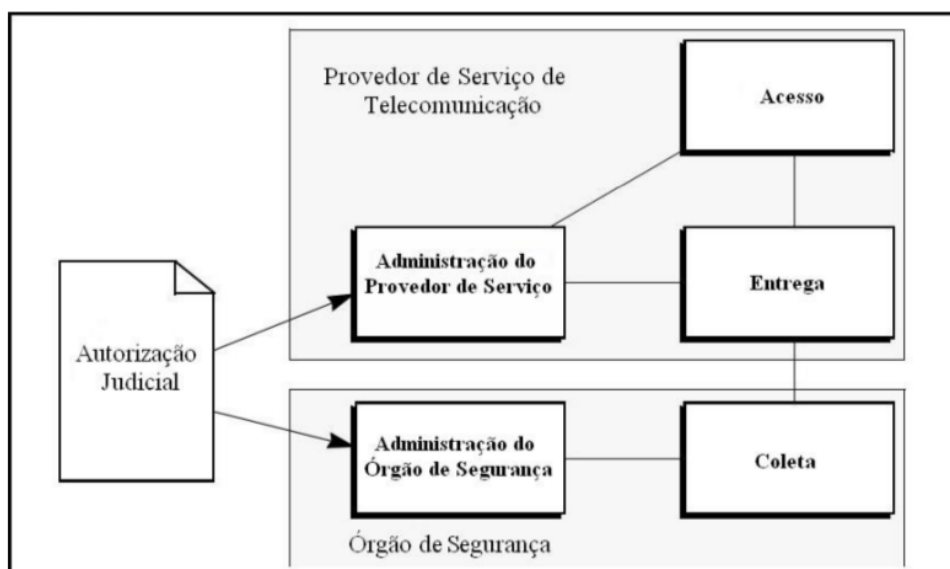 Provedor de Serviço de
Telecomunicação
Acesso
Administração do
Provedor de Serviço
Entrega
Autorização
Judicial
Administração do
Órgão de Segurança
Coleta
Órgão de Segurança